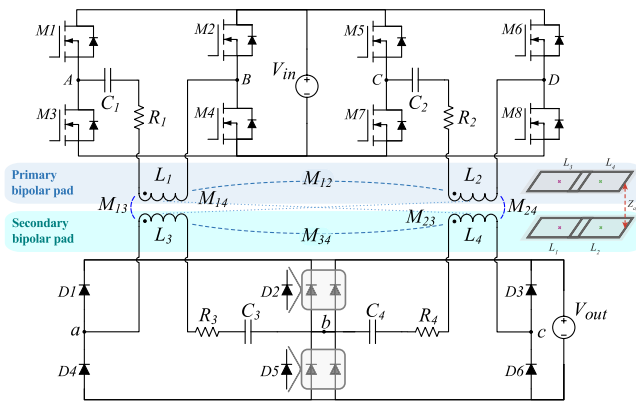 M1
M2
M5
M6
A
C1
B
Vin
C
C2
D
M3
R1
M4
M7
R2
M8
Primary
bipolar pad
L1
M12
L2
L3
L4
M13
M14
M23
M24
Secondary
bipolar pad
L3
M34
L4
L1
L2
D1
D2
D3
a
R3
C3
b
C4
R4
c
Vout
D4
D5
D6